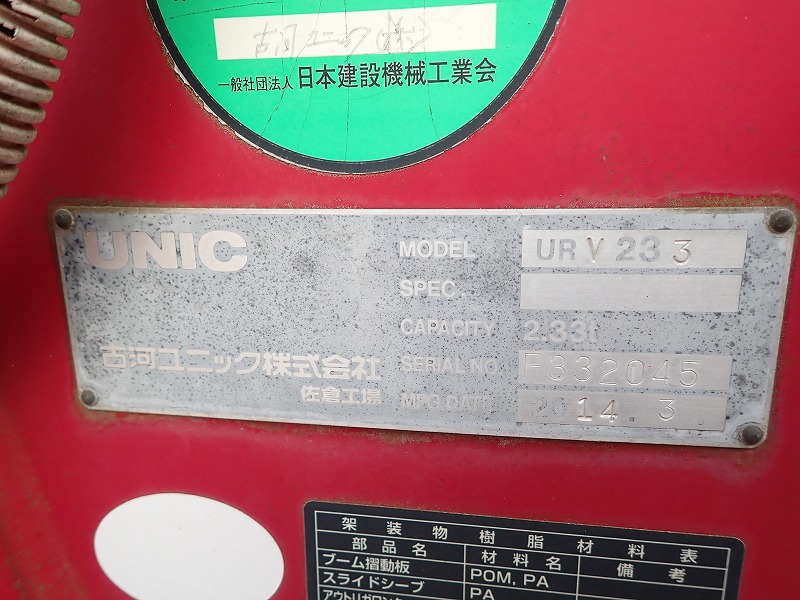 古河ユニック㈱
一般社団法人 日本建設機械工業会
UNIC
MODEL URV233
SPEC.
CAPACITY 2.33t
古河ユニック株式会社
佐倉工場
SERIAL NO. F332045
MFG.DATE 2014.3.
架装物樹脂材料表
部品名 材料名 備考
ブーム摺動板 POM, PA
スライドシーブ PA